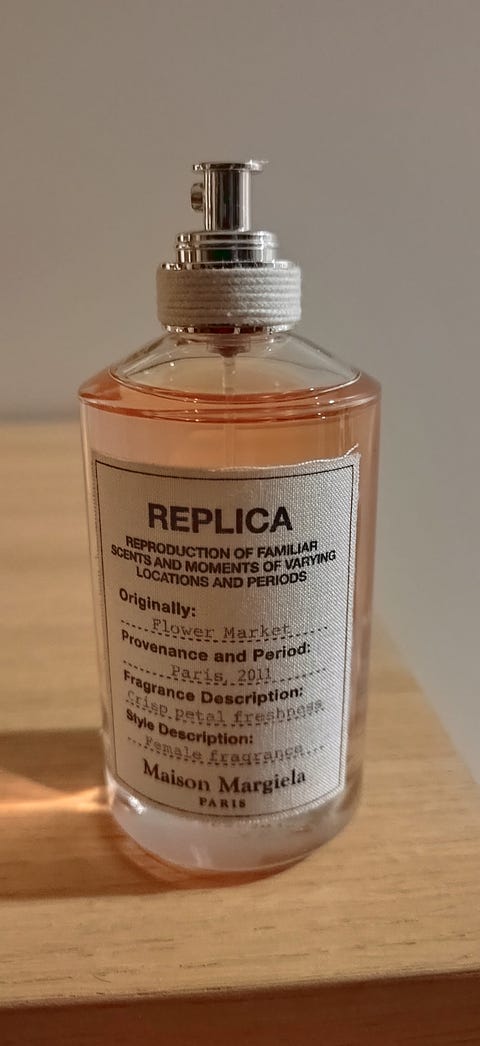 REPLICA
REPRODUCTION OF FAMILIAR
SCENTS AND MOMENTS OF VARYING
LOCATIONS AND PERIODS
Originally:
Flower Market
Provenance and Period:
Paris, 2011
Fragrance Description:
Crisp petal freshness
Style Description:
Female fragrance
Maison Margiela
PARIS